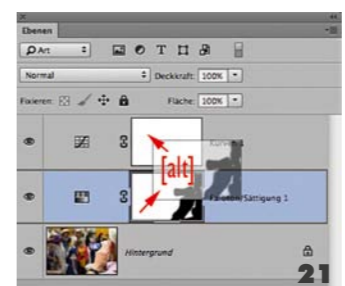 Ebenen
Art
Normal Deckkraft: 100%
Fixieren: Fläche: 100%
Kurven 1
[alt]
Farbton/Sättigung 1
Hintergrund
21